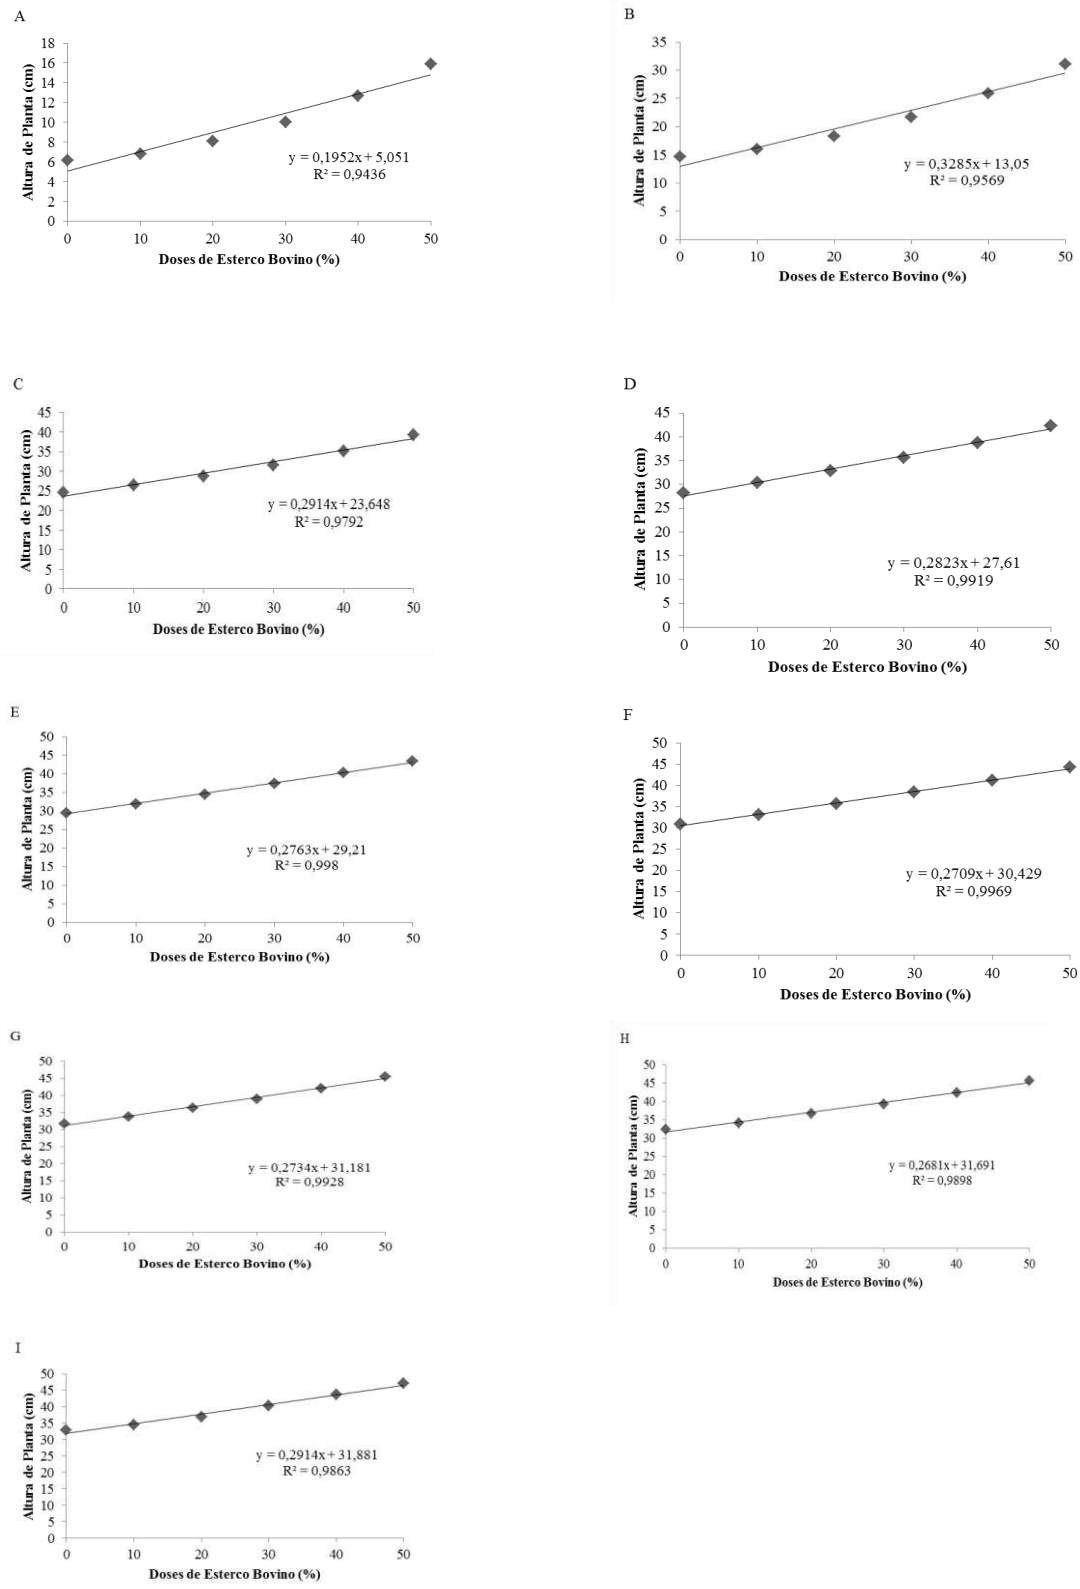 A
18
16
14
12
10
8
6
4
2
0
Altura de Planta (cm)
y = 0,1952x + 5,051
R² = 0,9436
0 10 20 30 40 50
Doses de Esterco Bovino (%)
B
35
30
25
20
15
10
5
0
Altura de Planta (cm)
y = 0,3285x + 13,05
R² = 0,9569
0 10 20 30 40 50
Doses de Esterco Bovino (%)
C
45
40
35
30
25
20
15
10
5
0
Altura de Planta (cm)
y = 0,2914x + 23,648
R² = 0,9792
0 10 20 30 40 50
Doses de Esterco Bovino (%)
D
45
40
35
30
25
20
15
10
5
0
Altura de Planta (cm)
y = 0,2823x + 27,61
R² = 0,9919
0 10 20 30 40 50
Doses de Esterco Bovino (%)
E
50
45
40
35
30
25
20
15
10
5
0
Altura de Planta (cm)
y = 0,2763x + 29,21
R² = 0,998
0 10 20 30 40 50
Doses de Esterco Bovino (%)
F
50
45
40
35
30
25
20
15
10
5
0
Altura de Planta (cm)
y = 0,2709x + 30,429
R² = 0,9969
0 10 20 30 40 50
Doses de Esterco Bovino (%)
G
50
45
40
35
30
25
20
15
10
5
0
Altura de Planta (cm)
y = 0,2734x + 31,181
R² = 0,9928
0 10 20 30 40 50
Doses de Esterco Bovino (%)
H
50
45
40
35
30
25
20
15
10
5
0
Altura de Planta (cm)
y = 0,2681x + 31,691
R² = 0,9898
0 10 20 30 40 50
Doses de Esterco Bovino (%)
I
50
45
40
35
30
25
20
15
10
5
0
Altura de Planta (cm)
y = 0,2914x + 31,881
R² = 0,9863
0 10 20 30 40 50
Doses de Esterco Bovino (%)